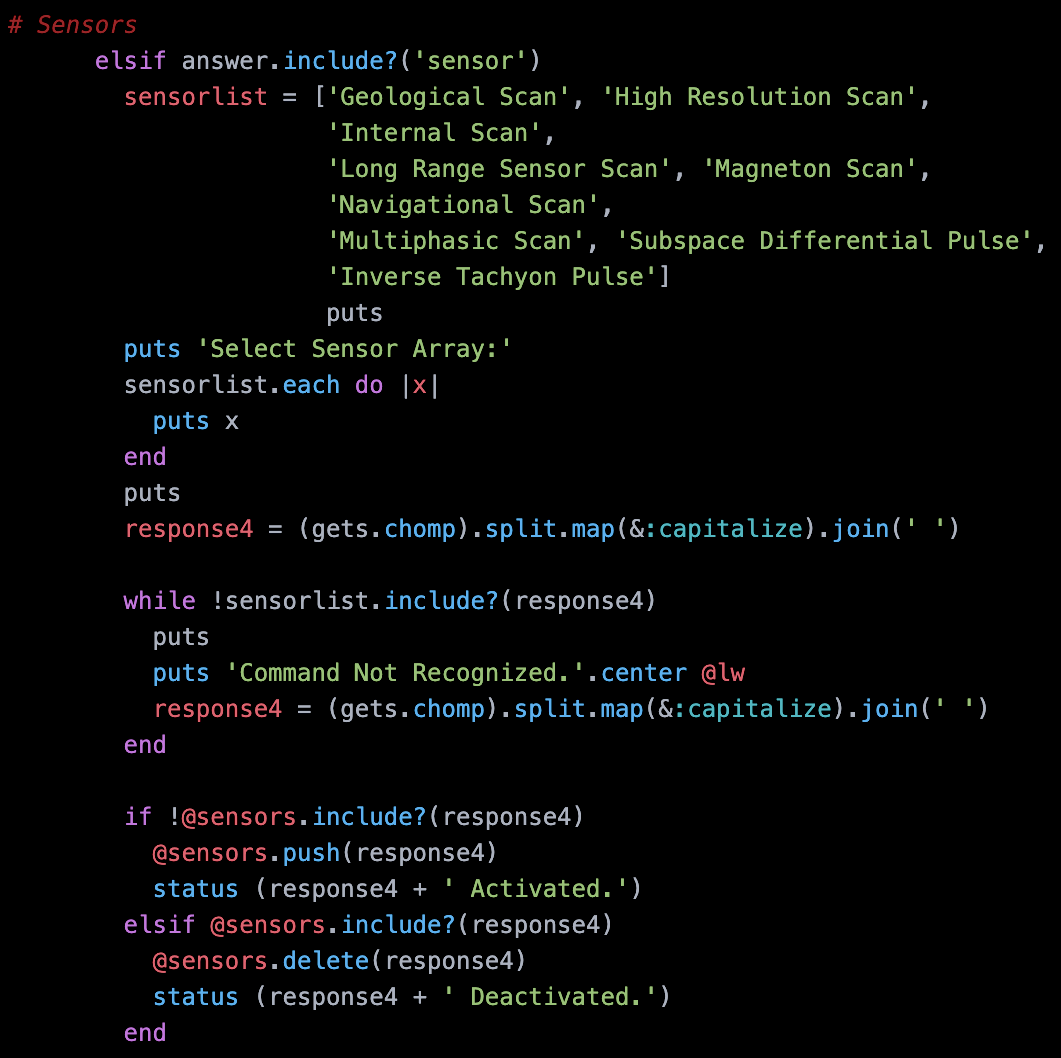 # Sensors
      elsif answer.include?('sensor')
        sensorlist = ['Geological Scan', 'High Resolution Scan',
                      'Internal Scan',
                      'Long Range Sensor Scan', 'Magneton Scan',
                      'Navigational Scan',
                      'Multiphasic Scan', 'Subspace Differential Pulse',
                      'Inverse Tachyon Pulse']
                      puts
        puts 'Select Sensor Array:'
        sensorlist.each do |x|
          puts x
        end
        puts
        response4 = (gets.chomp).split.map(&:capitalize).join(' ')

        while !sensorlist.include?(response4)
          puts
          puts 'Command Not Recognized.'.center @lw
          response4 = (gets.chomp).split.map(&:capitalize).join(' ')
        end

        if !@sensors.include?(response4)
          @sensors.push(response4)
          status (response4 + ' Activated.')
        elsif @sensors.include?(response4)
          @sensors.delete(response4)
          status (response4 + ' Deactivated.')
        end